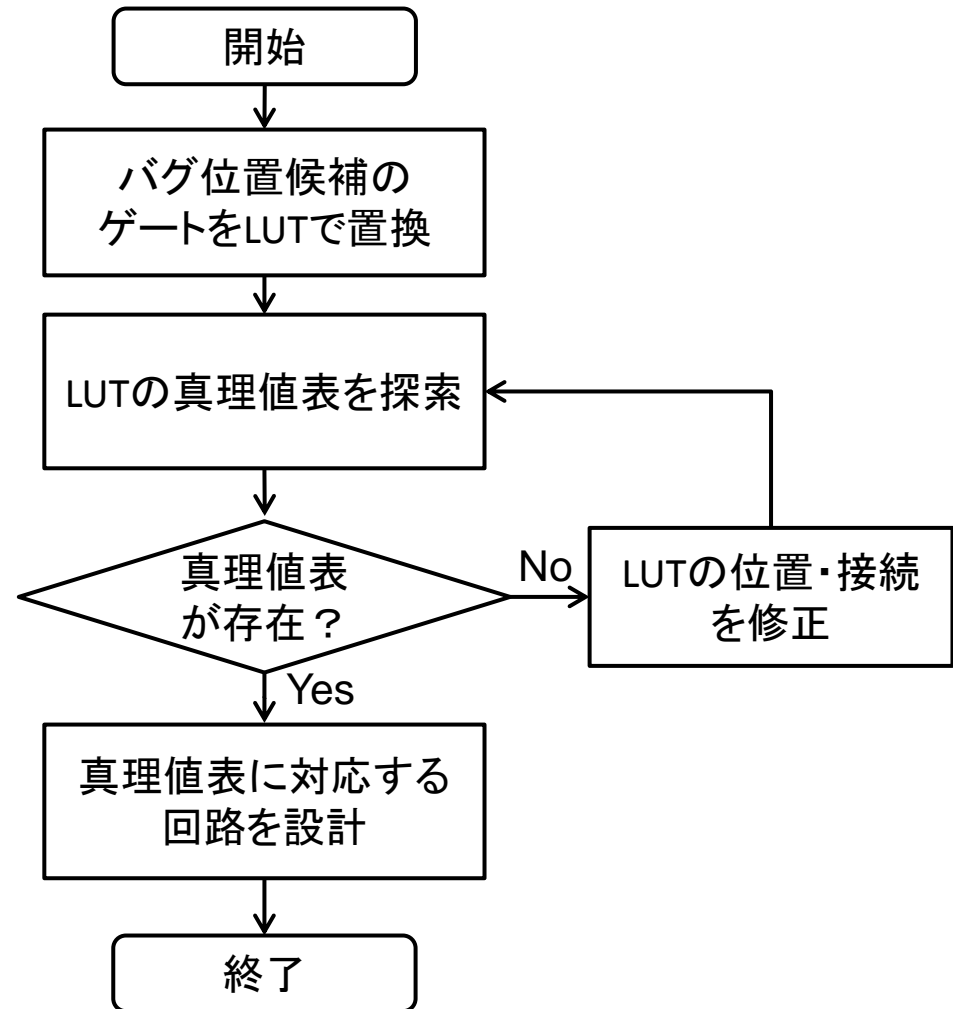 開始
バグ位置候補の
ゲートをLUTで置換
LUTの真理値表を探索
真理値表
が存在？
No
LUTの位置・接続
を修正
Yes
真理値表に対応する
回路を設計
終了